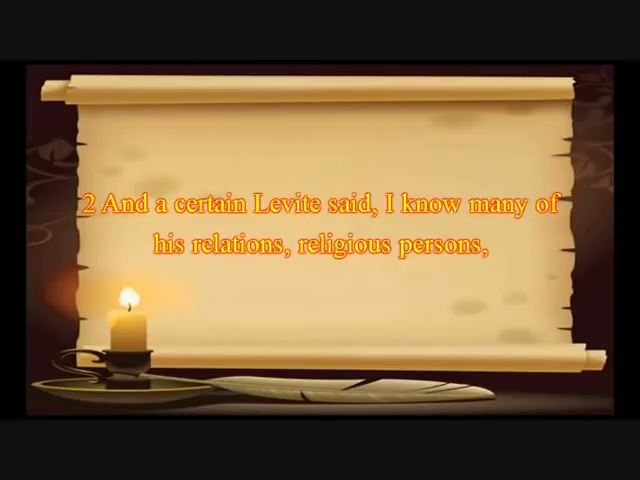 2 And a certain Levite said, I know many of
his relations, religious persons,